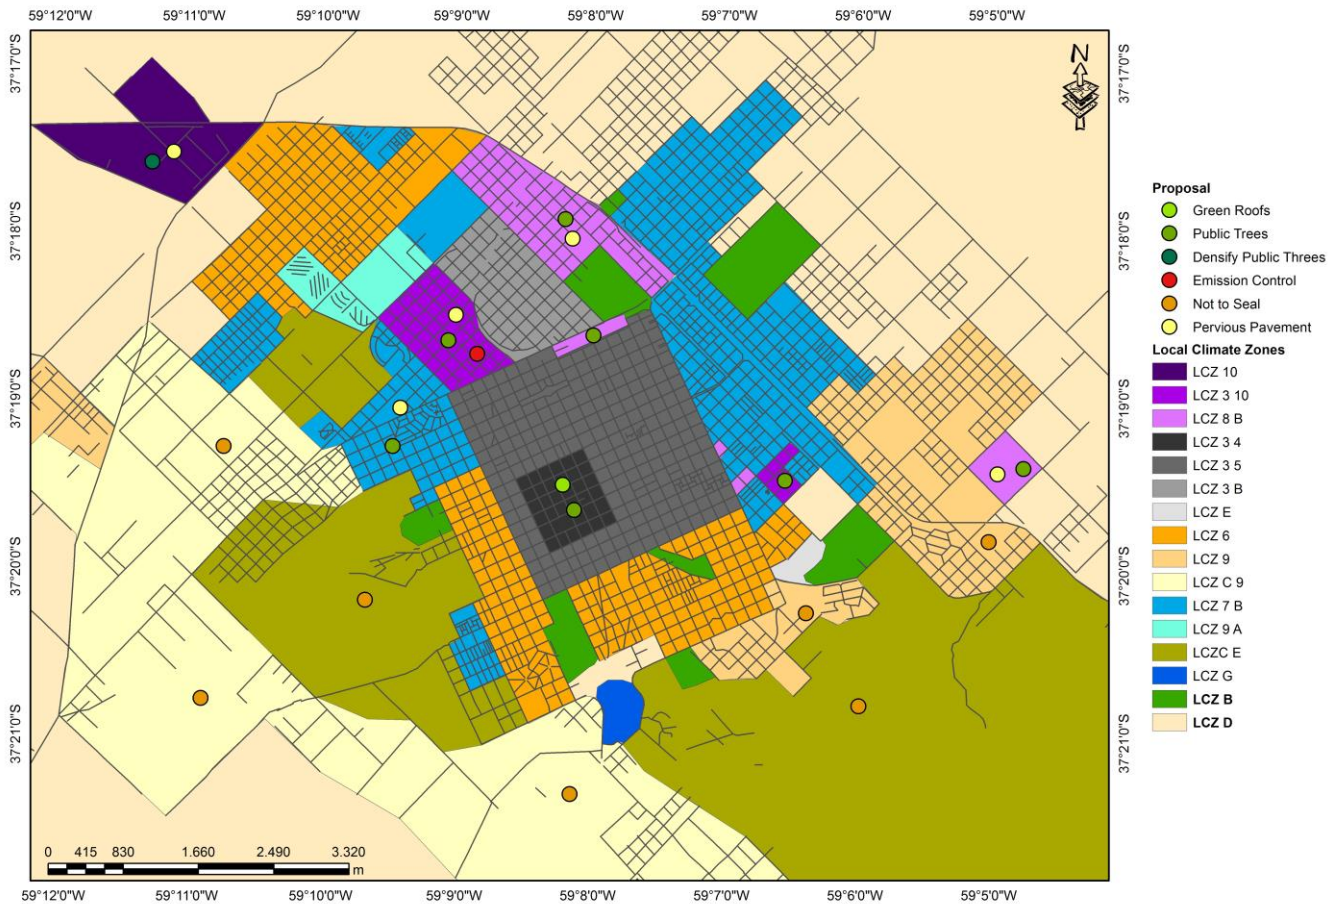 59°12'0"W 59°11'0"W 59°10'0"W 59°9'0"W 59°8'0"W 59°7'0"W 59°6'0"W 59°5'0"W
37°17'0"S
37°18'0"S
37°19'0"S
37°20'0"S
37°21'0"S
N
37°17'0"S
37°18'0"S
37°19'0"S
37°20'0"S
37°21'0"S
Proposal
Green Roofs
Public Trees
Densify Public Threes
Emission Control
Not to Seal
Pervious Pavement
Local Climate Zones
LCZ 10
LCZ 3 10
LCZ 8 B
LCZ 3 4
LCZ 3 5
LCZ 3 B
LCZ E
LCZ 6
LCZ 9
LCZ C 9
LCZ 7 B
LCZ 9 A
LCZC E
LCZ G
LCZ B
LCZ D
0 415 830 1.660 2.490 3.320
m
59°12'0"W 59°11'0"W 59°10'0"W 59°9'0"W 59°8'0"W 59°7'0"W 59°6'0"W 59°5'0"W